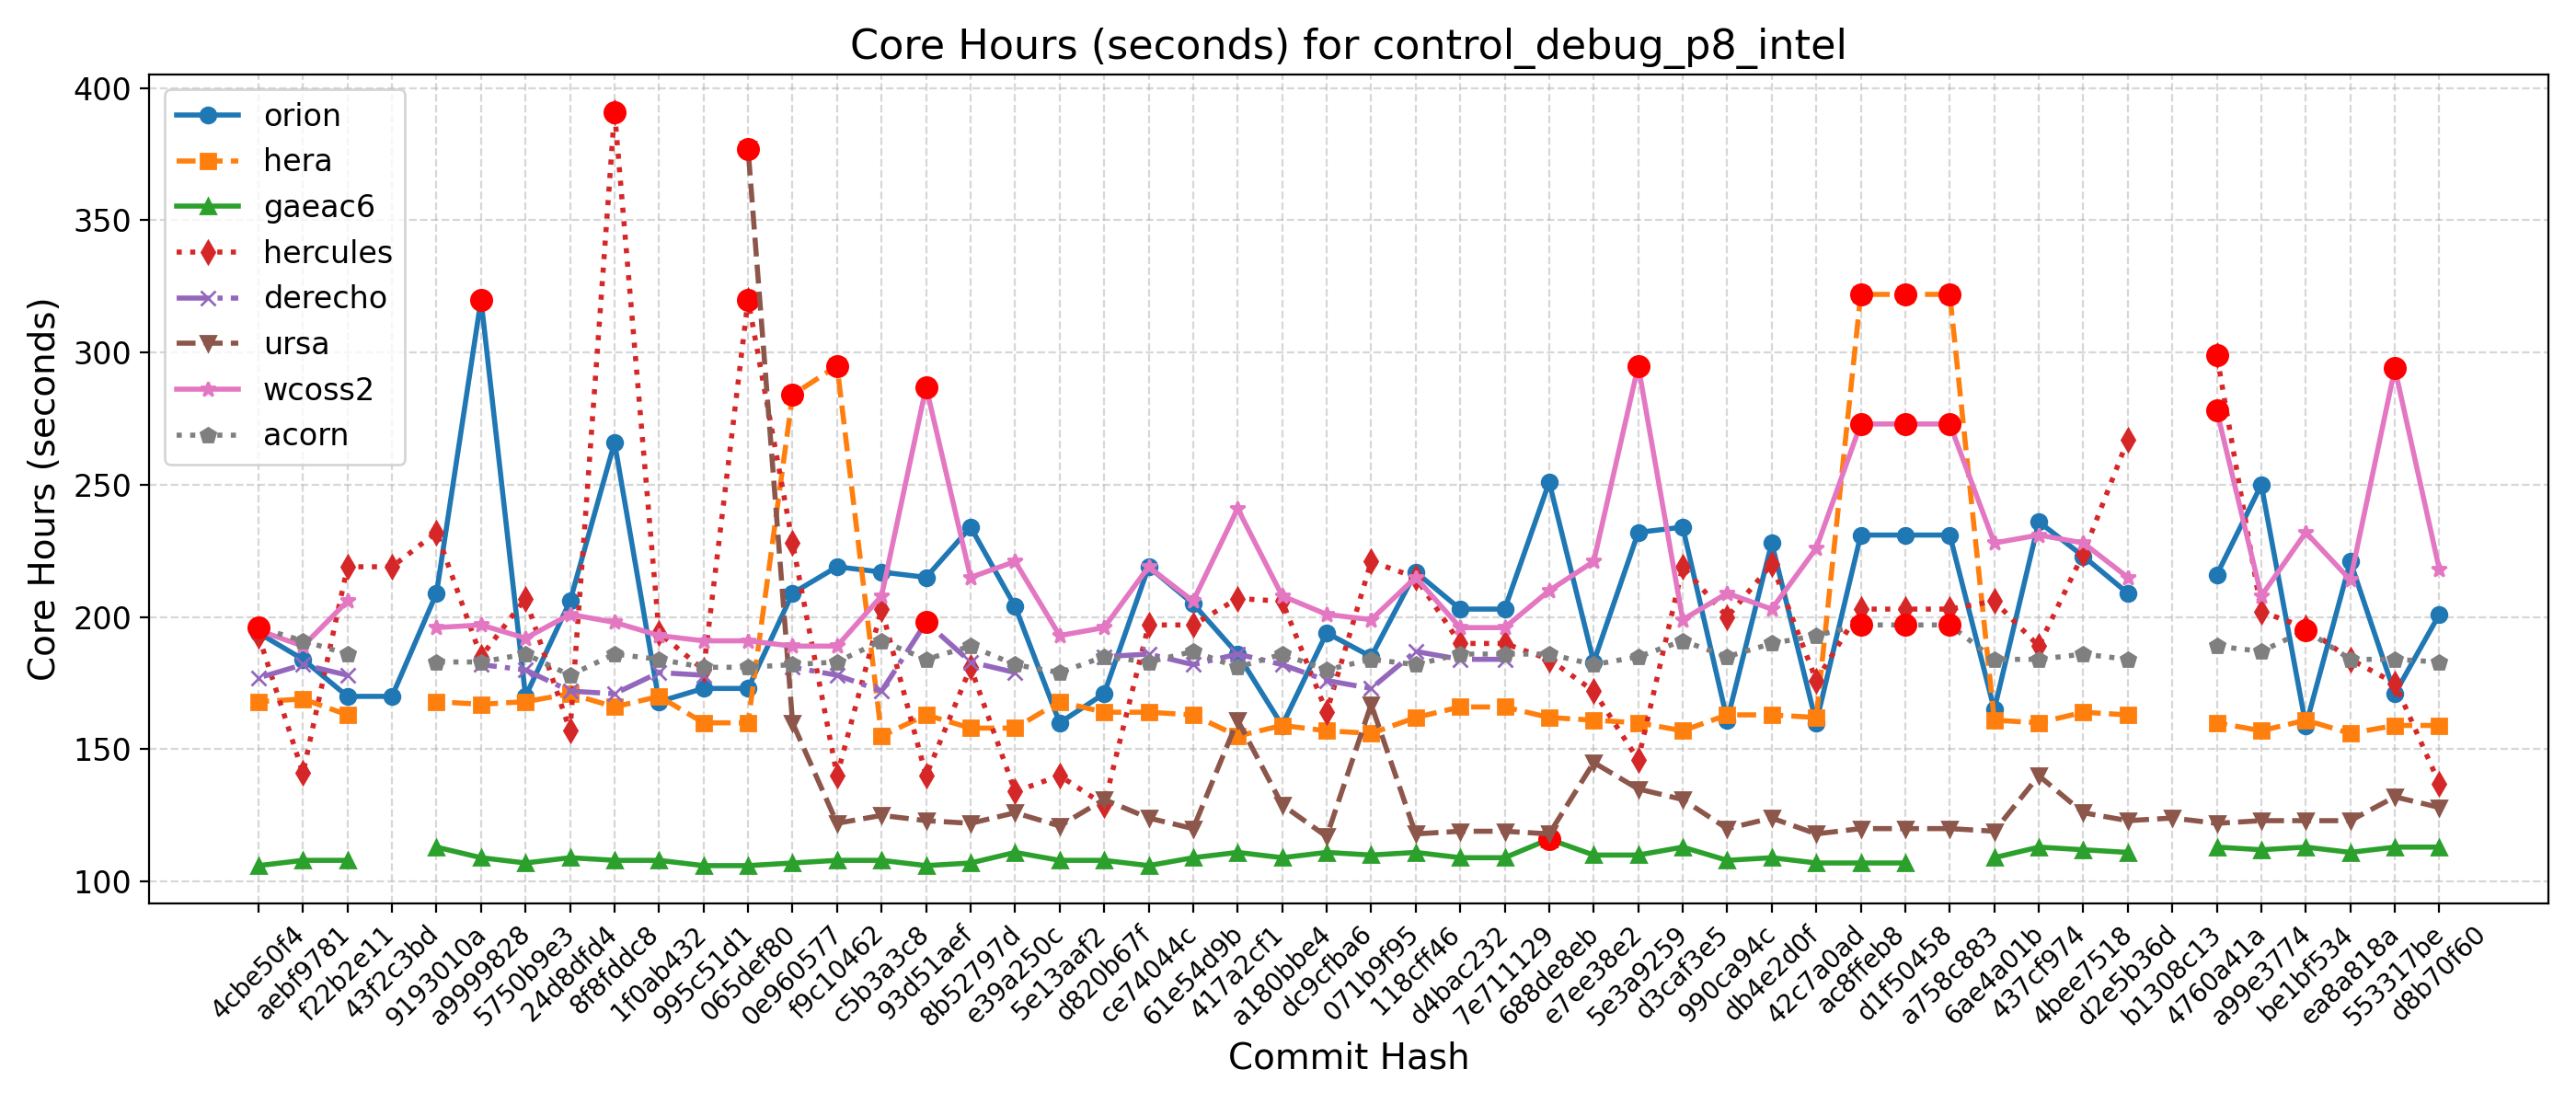 Core Hours (seconds) for control_debug_p8_intel
Core Hours (seconds)
400
350
300
250
200
150
100
orion
hera
gaeac6
hercules
derecho
ursa
wcoss2
acorn
4cbe50f4
aebf9781
f22b2e11
43f2c3bd
9193010a
a9999828
5750b9e3
24d8dfd4
8f8fddc8
1f0ab432
995c51d1
065def80
0e960577
f9c10462
c5b3a3c8
93d51aef
8b52797d
e39a250c
5e13aaf2
d820b67f
ce74044c
61e54d9b
417a2cf1
a180bbe4
dc9cfba6
071b9f95
118cff46
d4bac232
7e711129
688de8eb
e7ee38e2
5e3a9259
d3caf3e5
990ca94c
db4e2d0f
42c7a0ad
ac8ffeb8
d1f50458
a758c883
6ae4a01b
437cf974
4bee7518
d2e5b36d
b1308c13
4760a41a
a99e3774
be1bf534
ea8a818a
553317be
d8b70f60
Commit Hash